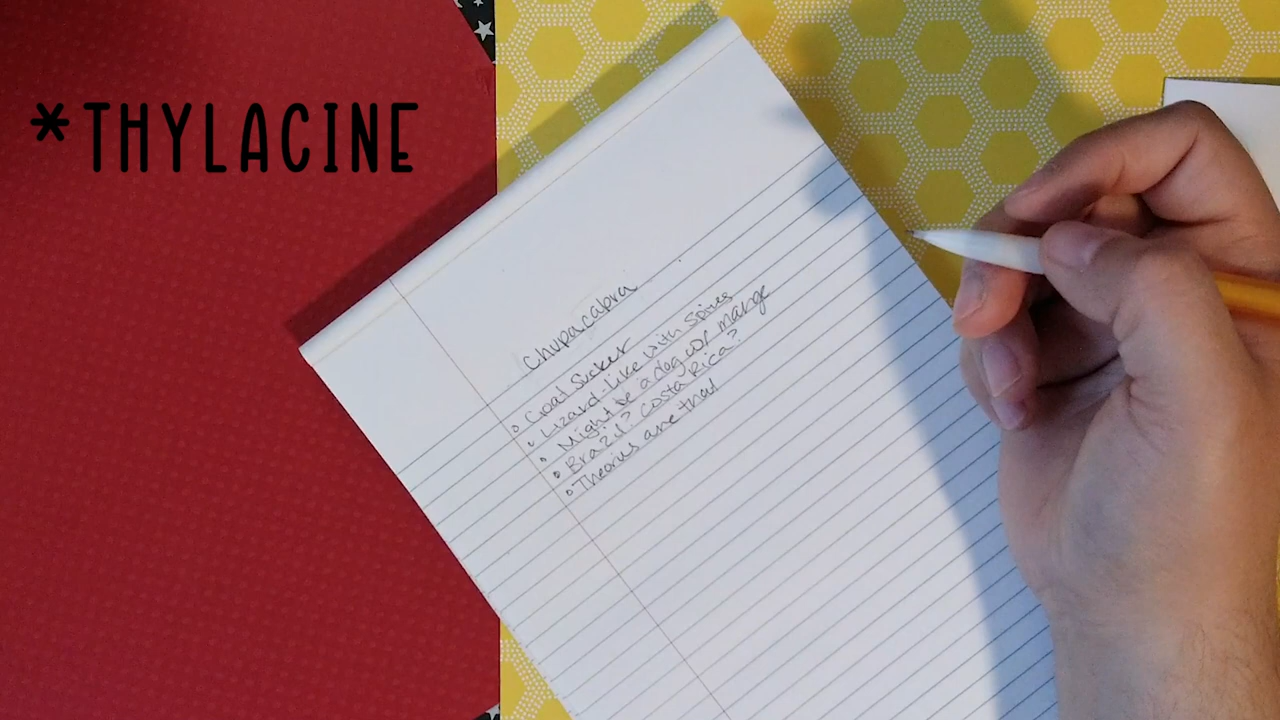 *THYLACINE
Chupacabra
◦ Goat Sucker
◦ Lizard-like with spines
◦ Might be a dog w/ mange
◦ Brazil? Costa Rica?
◦ Theories are that